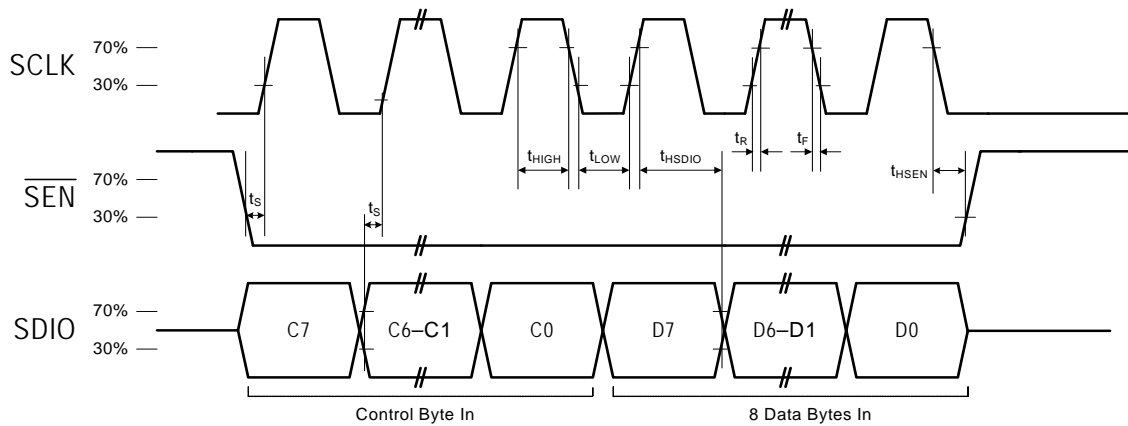 SCLK
70%
30%
tR
tF
tHIGH
tLOW
tHSDIO
tHSEN
SEN
70%
30%
tS
tS
SDIO
70%
30%
C7
C6–C1
C0
D7
D6–D1
D0
Control Byte In
8 Data Bytes In